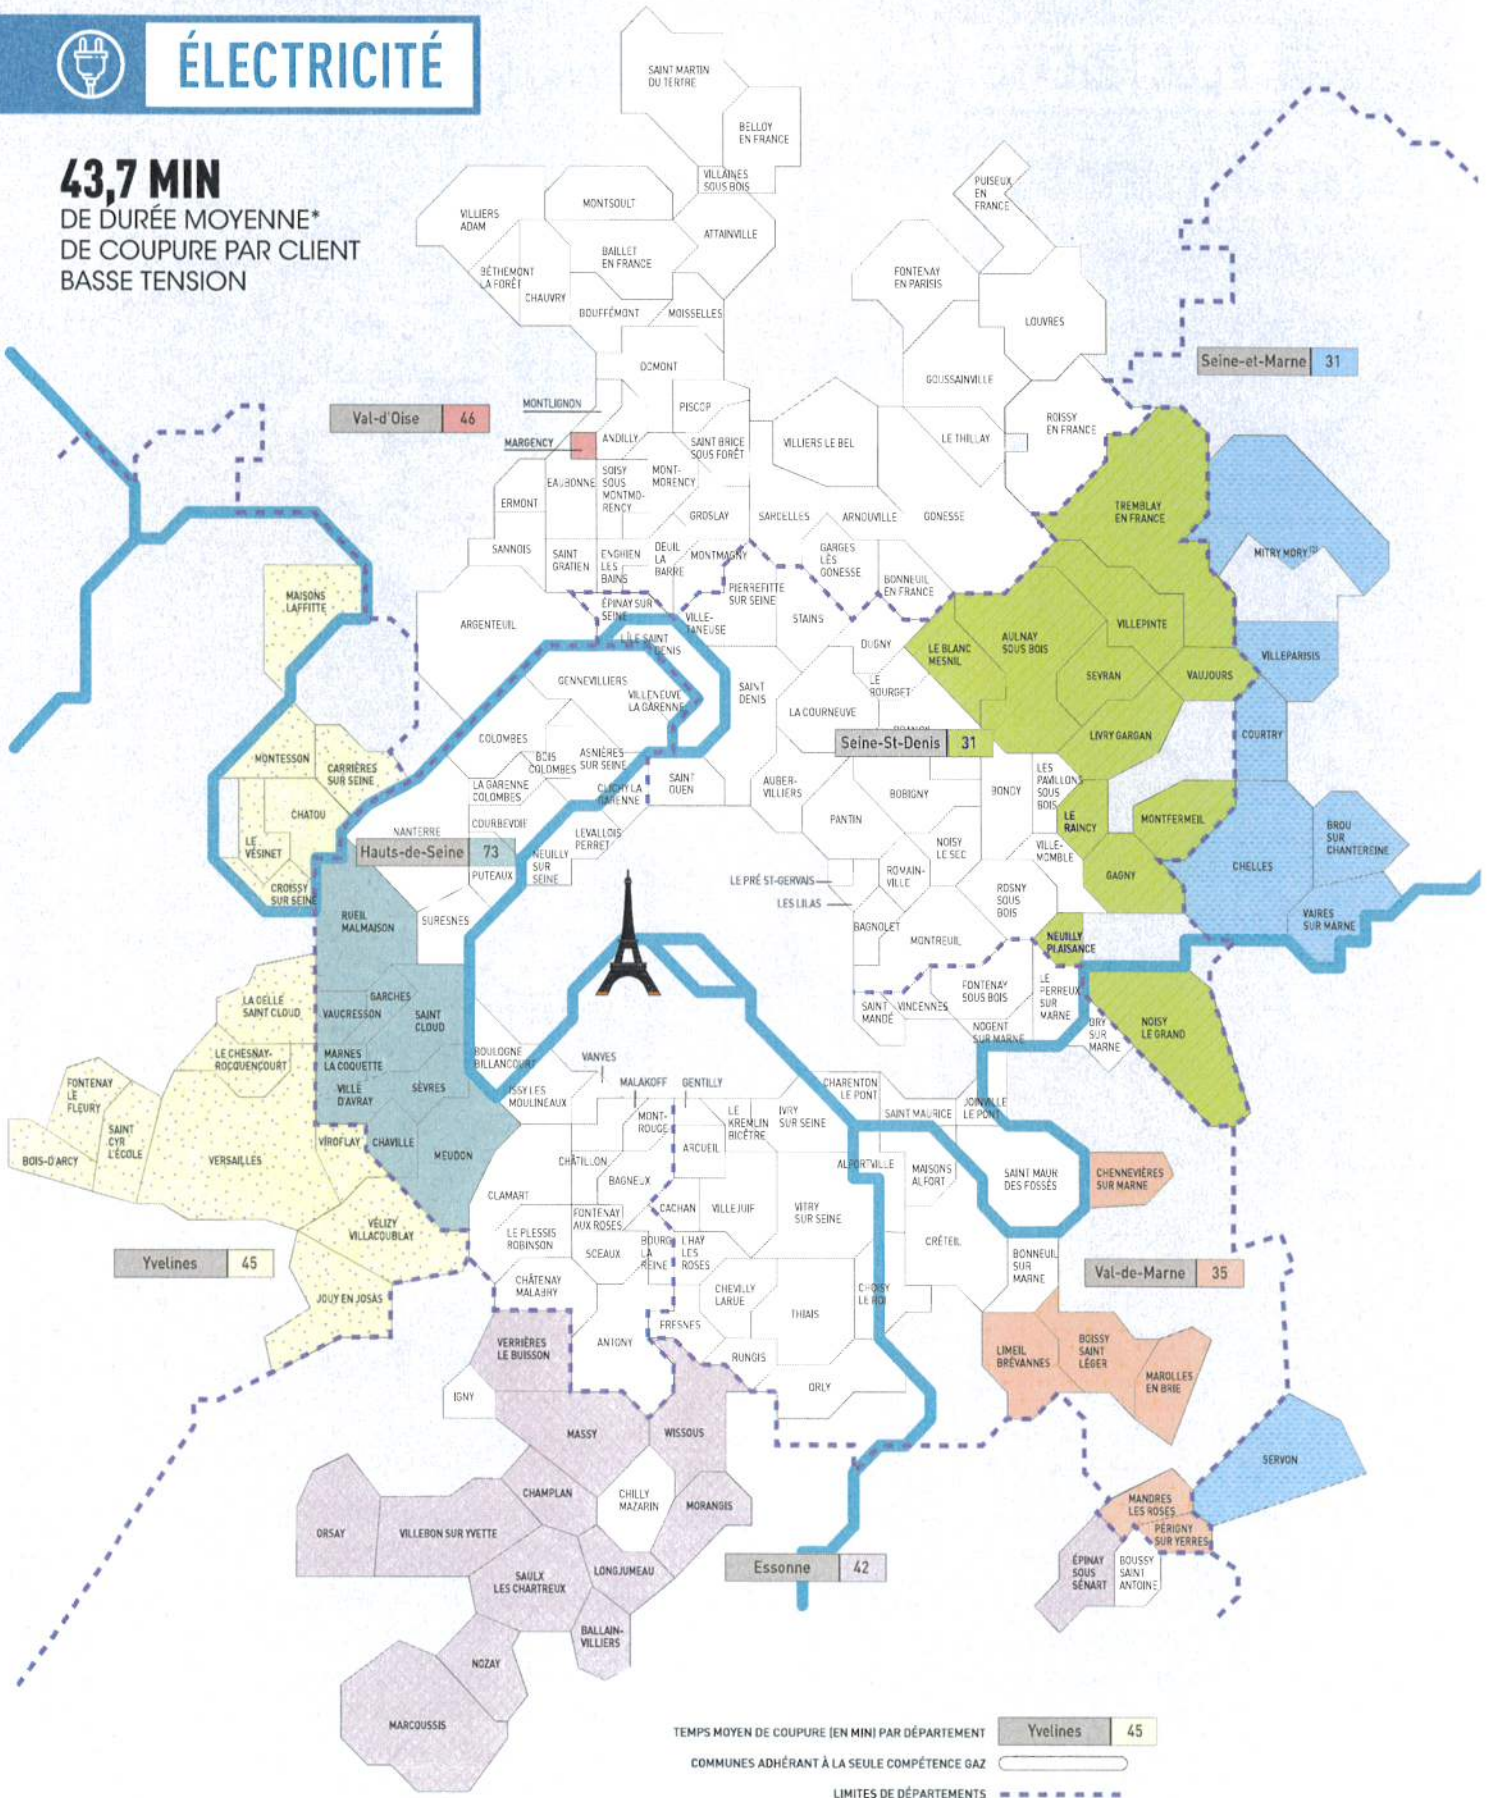 ÉLECTRICITÉ
43,7 MIN
DE DURÉE MOYENNE*
DE COUPURE PAR CLIENT
BASSE TENSION
SAINT MARTIN
DU TERTRE
BELLOY
EN FRANCE
VILLAINES
SOUS BOIS
PUISEUX
EN
FRANCE
MONTSOULT
VILLIERS
ADAM
ATTAINVILLE
BAILLET
EN FRANCE
BÉTHEMONT
LA FORÊT
CHAUVRY
FONTENAY
EN PARISIS
BOUFFÉMONT
MOISSELLES
LOUVRES
DOMONT
Seine-et-Marne 31
GOUSSAINVILLE
MONTLIGNON
PISCOP
Val-d'Oise 46
MARGENCY
ANDILLY
SAINT BRICE
SOUS FORÊT
VILLIERS LE BEL
LE THILLAY
ROISSY
EN FRANCE
EAUBONNE
SOISY
SOUS
MONTMO-
RENCY
MONT-
MORENCY
ERMONT
GROSLAY
SARCELLES
ARNOUVILLE
GONESSE
TREMBLAY
EN FRANCE
MITRY MORY (2)
SANNOIS
SAINT
GRATIEN
ENGHIEN
LES
BAINS
DEUIL
LA
BARRE
MONTMAGNY
GARGES
LÈS
GONESSE
BONNEUIL
EN FRANCE
MAISONS
LAFFITTE
ARGENTEUIL
ÉPINAY SUR
SEINE
PIERREFITTE
SUR SEINE
VILLE-
TANEUSE
STAINS
L'ÎLE SAINT
DENIS
DUGNY
LE BLANC
MESNIL
AULNAY
SOUS BOIS
VILLEPINTE
VILLEPARISIS
SEVRAN
VAUJOURS
GENNEVILLIERS
VILLENEUVE
LA GARENNE
SAINT
DENIS
LE
BOURGET
LA COURNEUVE
Seine-St-Denis 31
LIVRY GARGAN
COURTRY
COLOMBES
BOIS
COLOMBES
ASNIÈRES
SUR SEINE
MONTESSON
CARRIÈRES
SUR SEINE
LA GARENNE
COLOMBES
CLICHY LA
GARENNE
SAINT
OUEN
AUBER-
VILLIERS
BOBIGNY
BONDY
LES
PAVILLONS
SOUS
BOIS
CHATOU
COURBEVOIE
NANTERRE
LEVALLOIS
PERRET
PANTIN
LE
RAINCY
MONTFERMEIL
BROU
SUR
CHANTEREINE
LE
VÉSINET
Hauts-de-Seine 73
PUTEAUX
NEUILLY
SUR
SEINE
NOISY
LE SEC
VILLE-
MOMBLE
CHELLES
CROISSY
SUR SEINE
LE PRÉ ST-GERVAIS
ROMAIN-
VILLE
GAGNY
LES LILAS
ROSNY
SOUS
BOIS
RUEIL
MALMAISON
SURESNES
BAGNOLET
MONTREUIL
NEUILLY
PLAISANCE
VAIRES
SUR MARNE
LA CELLE
SAINT CLOUD
GARCHES
VAUCRESSON
SAINT
CLOUD
SAINT
MANDÉ
VINCENNES
FONTENAY
SOUS BOIS
LE
PERREUX
SUR
MARNE
NOGENT
SUR MARNE
BRY
SUR
MARNE
NOISY
LE GRAND
LE CHESNAY-
ROCQUENCOURT
MARNES
LA COQUETTE
BOULOGNE
BILLANCOURT
VANVES
FONTENAY
LE
FLEURY
VILLE
D'AVRAY
SÈVRES
ISSY LES
MOULINEAUX
MALAKOFF
GENTILLY
CHARENTON
LE PONT
SAINT MAURICE
JOINVILLE
LE PONT
SAINT
CYR
L'ÉCOLE
MONT-
ROUGE
LE
KREMLIN
BICÊTRE
IVRY
SUR SEINE
BOIS-D'ARCY
VERSAILLES
VIROFLAY
CHAVILLE
MEUDON
CHÂTILLON
ARCUEIL
ALFORTVILLE
MAISONS
ALFORT
SAINT MAUR
DES FOSSÉS
CHENNEVIÈRES
SUR MARNE
BAGNEUX
CLAMART
FONTENAY
AUX ROSES
CACHAN
VILLEJUIF
VITRY
SUR SEINE
VÉLIZY
VILLACOUBLAY
LE PLESSIS
ROBINSON
SCEAUX
BOURG
LA
REINE
L'HAY
LES
ROSES
CRÉTEIL
BONNEUIL
SUR
MARNE
Yvelines 45
Val-de-Marne 35
CHÂTENAY
MALABRY
CHEVILLY
LARUE
CHOISY
LE ROI
THIAIS
JOUY EN JOSAS
VERRIÈRES
LE BUISSON
ANTONY
FRESNES
RUNGIS
LIMEIL
BRÉVANNES
BOISSY
SAINT
LÉGER
MAROLLES
EN BRIE
IGNY
ORLY
MASSY
WISSOUS
SERVON
CHAMPLAN
CHILLY
MAZARIN
MORANGIS
MANDRES
LES ROSES
ORSAY
VILLEBON SUR YVETTE
PÉRIGNY
SUR YERRES
SAULX
LES CHARTREUX
LONGJUMEAU
Essonne 42
ÉPINAY
SOUS
SÉNART
BOUSSY
SAINT
ANTOINE
BALLAIN-
VILLIERS
NOZAY
MARCOUSSIS
TEMPS MOYEN DE COUPURE (EN MIN) PAR DÉPARTEMENT Yvelines 45
COMMUNES ADHÉRANT À LA SEULE COMPÉTENCE GAZ
LIMITES DE DÉPARTEMENTS